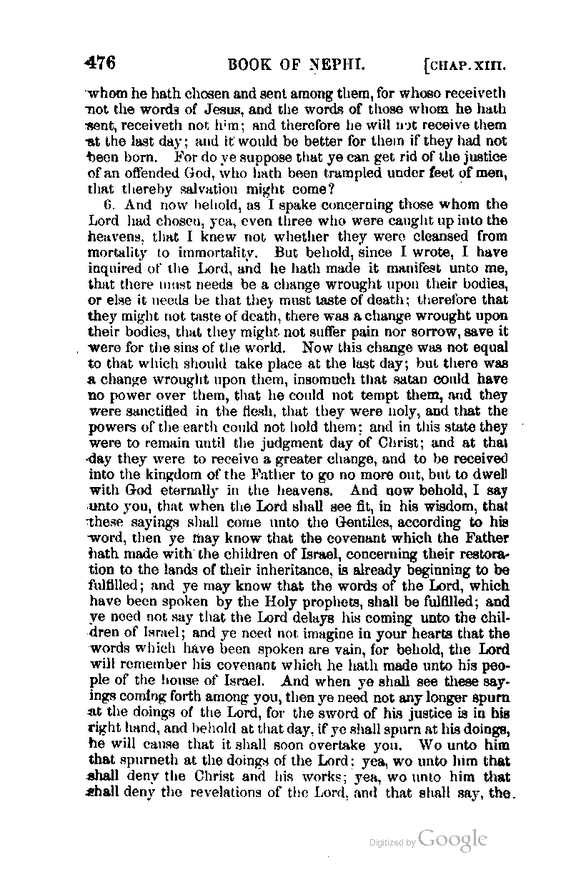 476 BOOK OF NEPHI. [CHAP. XIII.
whom he hath chosen and sent among them, for whoso receiveth
not the words of Jesus, and the words of those whom he hath
sent, receiveth not him; and therefore he will not receive them
at the last day; and it would be better for them if they had not
been born. For do ye suppose that ye can get rid of the justice
of an offended God, who hath been trampled under feet of men,
that thereby salvation might come?
6. And now behold, as I spake concerning those whom the
Lord had chosen, yea, even three who were caught up into the
heavens, that I knew not whether they were cleansed from
mortality to immortality. But behold, since I wrote, I have
inquired of the Lord, and he hath made it manifest unto me,
that there must needs be a change wrought upon their bodies,
or else it needs be that they must taste of death; therefore that
they might not taste of death, there was a change wrought upon
their bodies, that they might not suffer pain nor sorrow, save it
were for the sins of the world. Now this change was not equal
to that which should take place at the last day; but there was
a change wrought upon them, insomuch that satan could have
no power over them, that he could not tempt them, and they
were sanctified in the flesh, that they were holy, and that the
powers of the earth could not hold them; and in this state they
were to remain until the judgment day of Christ; and at that
day they were to receive a greater change, and to be received
into the kingdom of the Father to go no more out, but to dwell
with God eternally in the heavens. And now behold, I say
unto you, that when the Lord shall see fit, in his wisdom, that
these sayings shall come unto the Gentiles, according to his
word, then ye may know that the covenant which the Father
hath made with the children of Israel, concerning their restora-
tion to the lands of their inheritance, is already beginning to be
fulfilled; and ye may know that the words of the Lord, which
have been spoken by the Holy prophets, shall be fulfilled; and
ye need not say that the Lord delays his coming unto the chil-
dren of Israel; and ye need not imagine in your hearts that the
words which have been spoken are vain, for behold, the Lord
will remember his covenant which he hath made unto his peo-
ple of the house of Israel. And when ye shall see these say-
ings coming forth among you, then ye need not any longer spurn
at the doings of the Lord, for the sword of his justice is in his
right hand, and behold at that day, if ye shall spurn at his doings,
he will cause that it shall soon overtake you. Wo unto him
that spurneth at the doings of the Lord; yea, wo unto him that
shall deny the Christ and his works; yea, wo unto him that
shall deny the revelations of the Lord, and that shall say, the
Digitized by Google